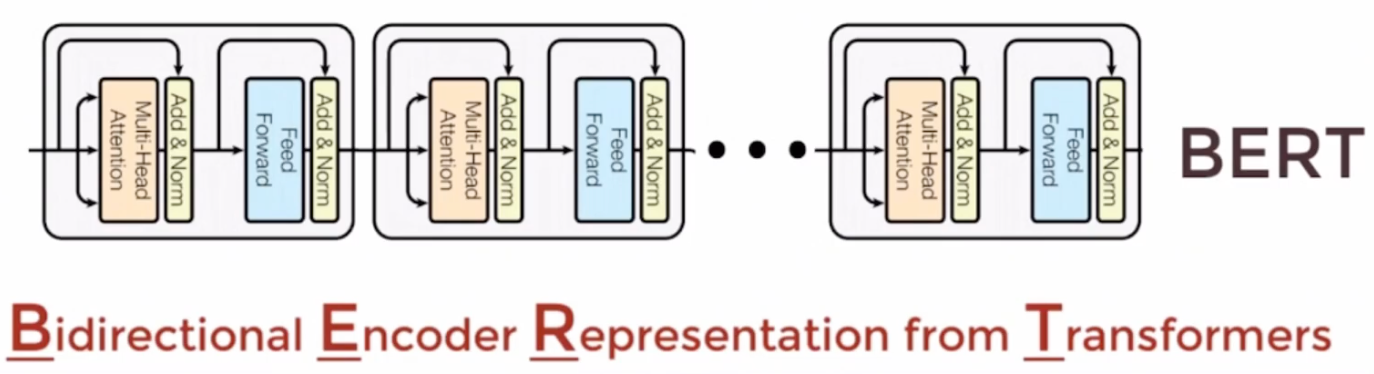 Multi-Head
Attention
Add & Norm
Feed
Forward
Add & Norm
Multi-Head
Attention
Add & Norm
Feed
Forward
Add & Norm
Multi-Head
Attention
Add & Norm
Feed
Forward
Add & Norm
BERT
Bidirectional Encoder Representation from Transformers